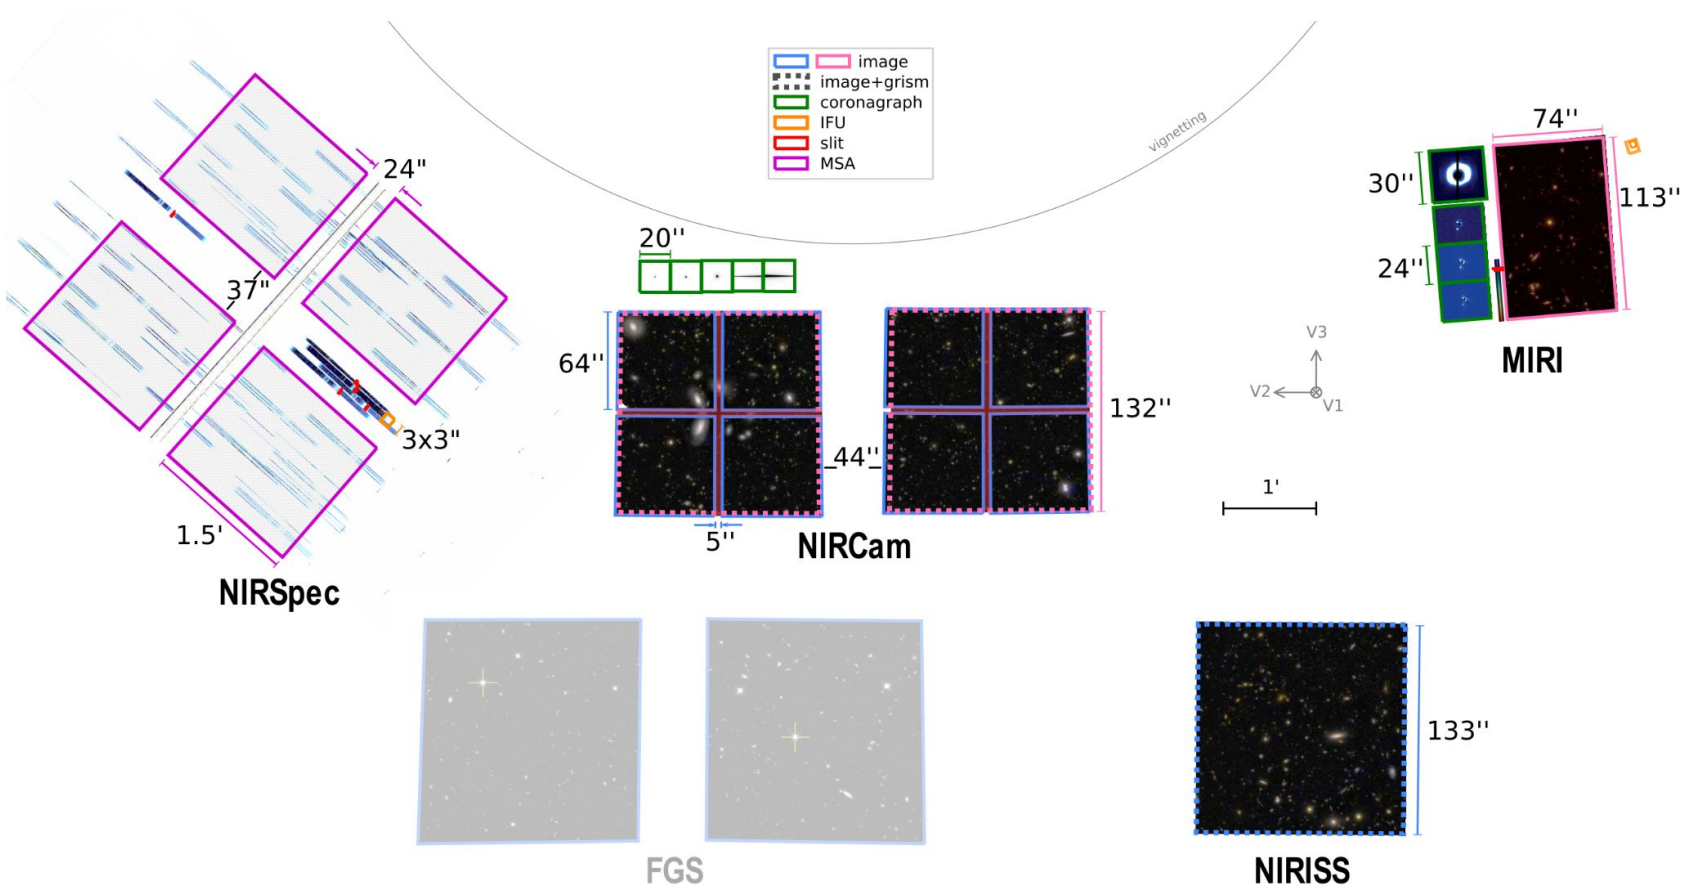 image
image+grism
coronagraph
IFU
slit
MSA
vignetting
24"
37"
3x3"
1.5'
NIRSpec
20''
64''
5''
44''
132''
NIRCam
74''
30''
113''
24''
MIRI
V3
V2
V1
1'
FGS
133''
NIRISS